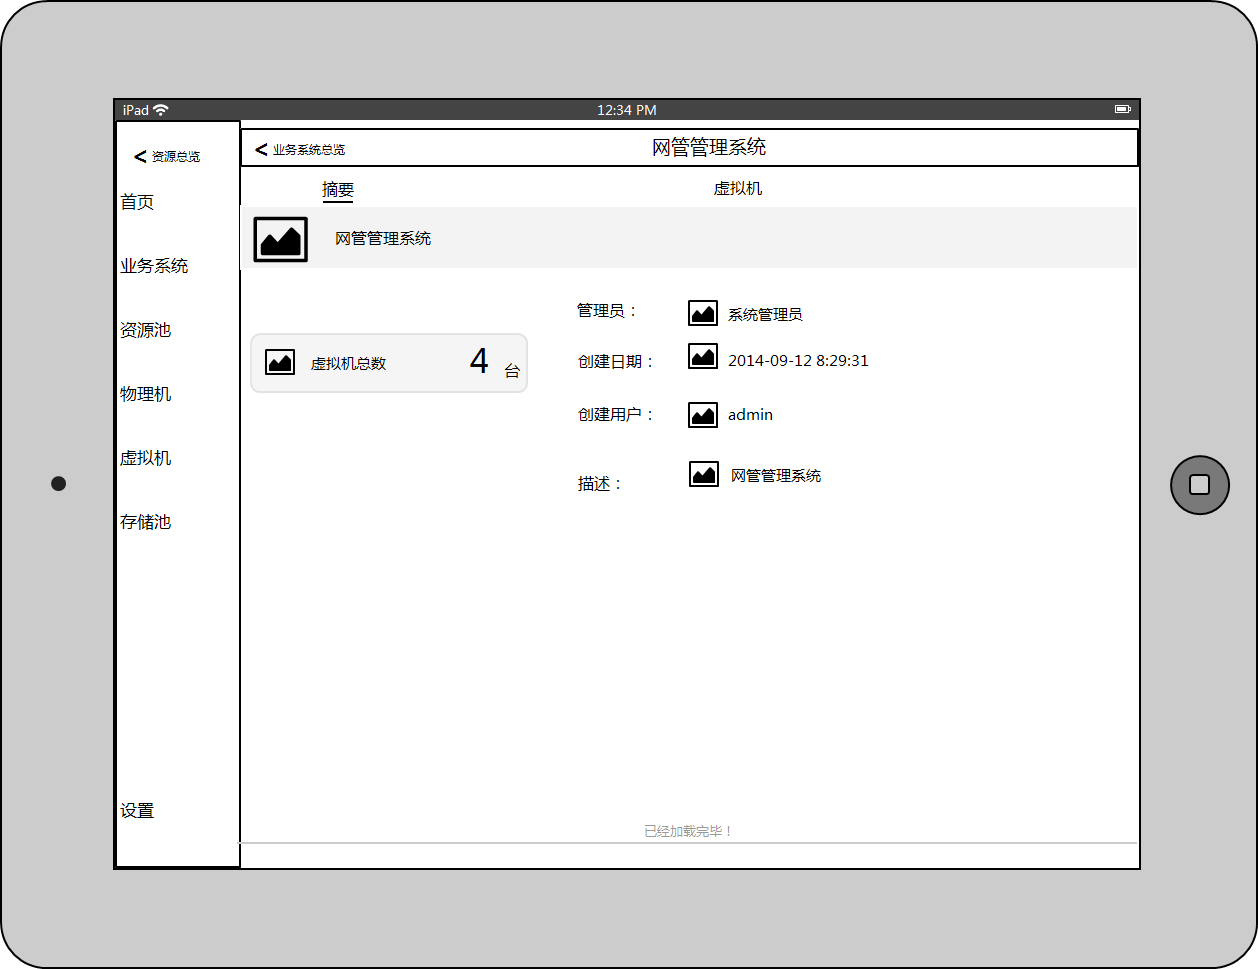 iPad 12:34 PM
< 资源总览
首页
业务系统
资源池
物理机
虚拟机
存储池
设置
< 业务系统总览
网管管理系统
摘要 虚拟机
网管管理系统
虚拟机总数 4 台
管理员： 系统管理员
创建日期： 2014-09-12 8:29:31
创建用户： admin
描述： 网管管理系统
已经加载完毕！